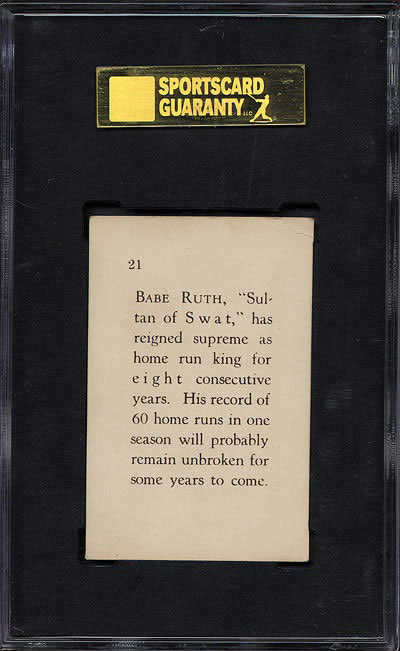 SPORTSCARD
GUARANTY LLC
21
BABE RUTH, "Sul-
tan of Swat," has
reigned supreme as
home run king for
eight consecutive
years. His record of
60 home runs in one
season will probably
remain unbroken for
some years to come.